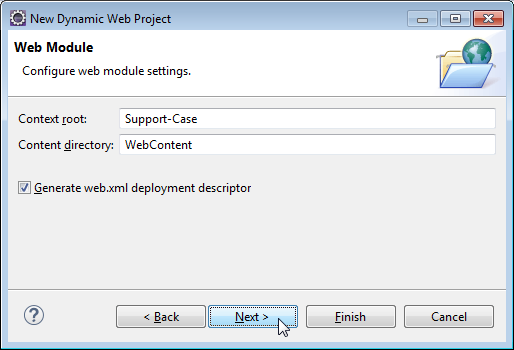 New Dynamic Web Project
Web Module
Configure web module settings.
Context root: Support-Case
Content directory: WebContent
Generate web.xml deployment descriptor
? < Back Next > Finish Cancel